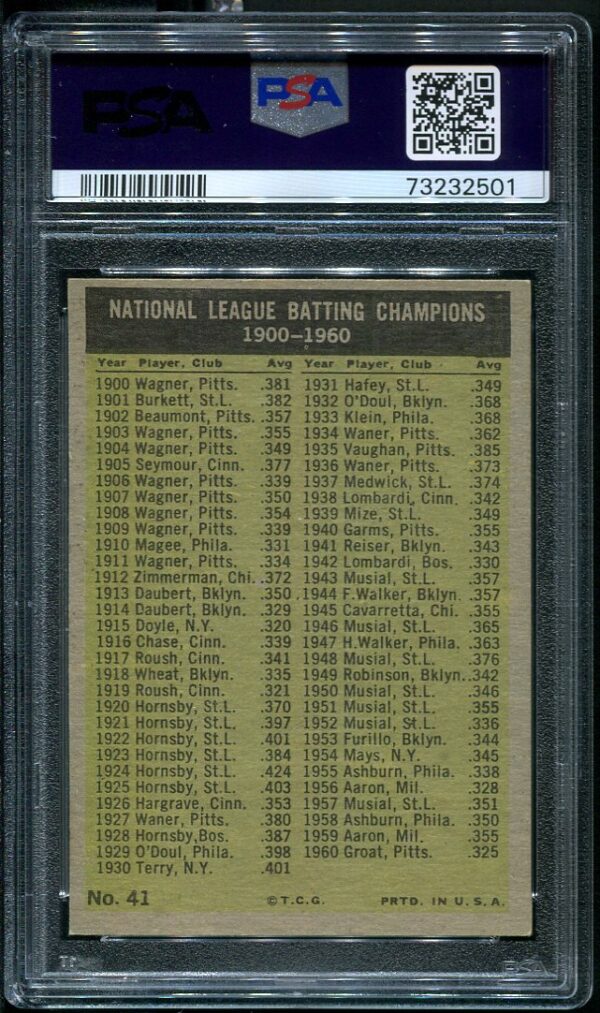 PSA PSA
73232501
NATIONAL LEAGUE BATTING CHAMPIONS
1900-1960
Year Player, Club Avg Year Player, Club Avg
1900 Wagner, Pitts. .381 1931 Hafey, St.L. .349
1901 Burkett, St.L. .382 1932 O'Doul, Bklyn. .368
1902 Beaumont, Pitts. .357 1933 Klein, Phila. .368
1903 Wagner, Pitts. .355 1934 Waner, Pitts. .362
1904 Wagner, Pitts. .349 1935 Vaughan, Pitts. .385
1905 Seymour, Cinn. .377 1936 Waner, Pitts. .373
1906 Wagner, Pitts. .339 1937 Medwick, St.L. .374
1907 Wagner, Pitts. .350 1938 Lombardi, Cinn. .342
1908 Wagner, Pitts. .354 1939 Mize, St.L. .349
1909 Wagner, Pitts. .339 1940 Garms, Pitts. .355
1910 Magee, Phila. .331 1941 Reiser, Bklyn. .343
1911 Wagner, Pitts. .334 1942 Lombardi, Bos. .330
1912 Zimmerman, Chi. .372 1943 Musial, St.L. .357
1913 Daubert, Bklyn. .350 1944 F.Walker, Bklyn. .357
1914 Daubert, Bklyn. .329 1945 Cavarretta, Chi. .355
1915 Doyle, N.Y. .320 1946 Musial, St.L. .365
1916 Chase, Cinn. .339 1947 H.Walker, Phila. .363
1917 Roush, Cinn. .341 1948 Musial, St.L. .376
1918 Wheat, Bklyn. .335 1949 Robinson, Bklyn. .342
1919 Roush, Cinn. .321 1950 Musial, St.L. .346
1920 Hornsby, St.L. .370 1951 Musial, St.L. .355
1921 Hornsby, St.L. .397 1952 Musial, St.L. .336
1922 Hornsby, St.L. .401 1953 Furillo, Bklyn. .344
1923 Hornsby, St.L. .384 1954 Mays, N.Y. .345
1924 Hornsby, St.L. .424 1955 Ashburn, Phila. .338
1925 Hornsby, St.L. .403 1956 Aaron, Mil. .328
1926 Hargrave, Cinn. .353 1957 Musial, St.L. .351
1927 Waner, Pitts. .380 1958 Ashburn, Phila. .350
1928 Hornsby,Bos. .387 1959 Aaron, Mil. .355
1929 O'Doul, Phila. .398 1960 Groat, Pitts. .325
1930 Terry, N.Y. .401
No. 41 ©T.C.G. PRTD. IN U.S.A.
PSA